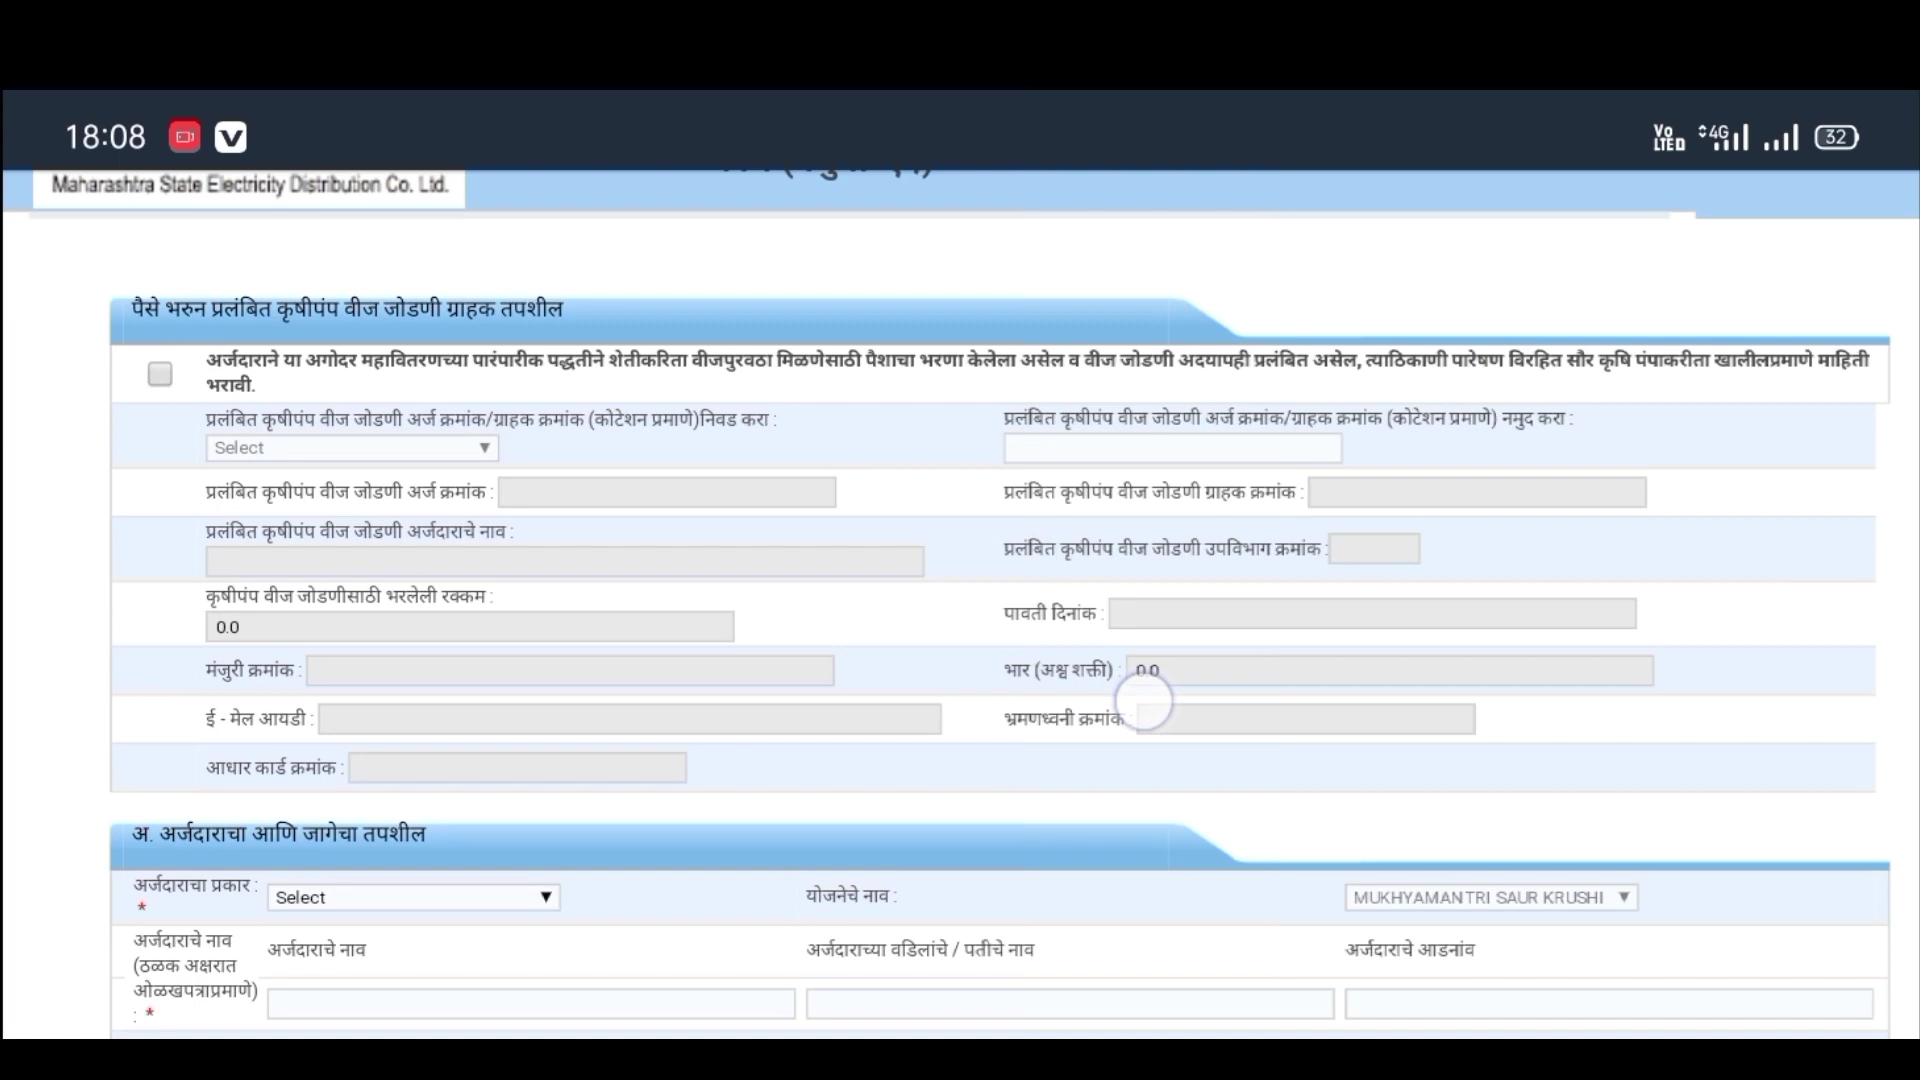 18:08
Vo LTED 4G 32
Maharashtra State Electricity Distribution Co. Ltd.
पैसे भरुन प्रलंबित कृषीपंप वीज जोडणी ग्राहक तपशील
अर्जदाराने या अगोदर महावितरणच्या पारंपारीक पद्धतीने शेतीकरिता वीजपुरवठा मिळणेसाठी पैशाचा भरणा केलेला असेल व वीज जोडणी अदयापही प्रलंबित असेल, त्याठिकाणी पारेषण विरहित सौर कृषि पंपाकरीता खालीलप्रमाणे माहिती
भरावी.
प्रलंबित कृषीपंप वीज जोडणी अर्ज क्रमांक/ग्राहक क्रमांक (कोटेशन प्रमाणे)निवड करा : प्रलंबित कृषीपंप वीज जोडणी अर्ज क्रमांक/ग्राहक क्रमांक (कोटेशन प्रमाणे) नमुद करा :
Select
प्रलंबित कृषीपंप वीज जोडणी अर्ज क्रमांक : प्रलंबित कृषीपंप वीज जोडणी ग्राहक क्रमांक :
प्रलंबित कृषीपंप वीज जोडणी अर्जदाराचे नाव :
प्रलंबित कृषीपंप वीज जोडणी उपविभाग क्रमांक :
कृषीपंप वीज जोडणीसाठी भरलेली रक्कम :
0.0
पावती दिनांक :
मंजुरी क्रमांक : भार (अश्व शक्ती) : 0.0
ई - मेल आयडी : भ्रमणध्वनी क्रमांक :
आधार कार्ड क्रमांक :
अ. अर्जदाराचा आणि जागेचा तपशील
अर्जदाराचा प्रकार : * Select योजनेचे नाव : MUKHYAMANTRI SAUR KRUSHI
अर्जदाराचे नाव
(ठळक अक्षरात
ओळखपत्राप्रमाणे)
: *
अर्जदाराचे नाव अर्जदाराच्या वडिलांचे / पतीचे नाव अर्जदाराचे आडनांव